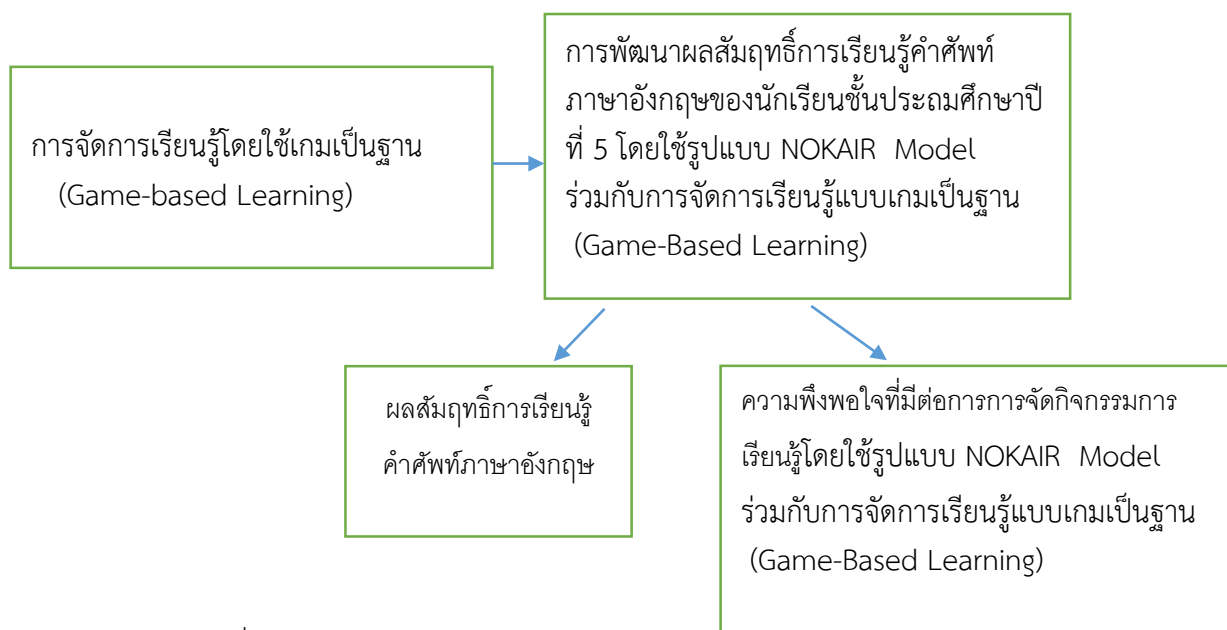 การจัดการเรียนรู้โดยใช้เกมเป็นฐาน
(Game-based Learning)
การพัฒนาผลสัมฤทธิ์การเรียนรู้คำศัพท์
ภาษาอังกฤษของนักเรียนชั้นประถมศึกษาปี
ที่ 5 โดยใช้รูปแบบ NOKAIR Model
ร่วมกับการจัดการเรียนรู้แบบเกมเป็นฐาน
(Game-Based Learning)
ผลสัมฤทธิ์การเรียนรู้
คำศัพท์ภาษาอังกฤษ
ความพึงพอใจที่มีต่อการการจัดกิจกรรมการ
เรียนรู้โดยใช้รูปแบบ NOKAIR Model
ร่วมกับการจัดการเรียนรู้แบบเกมเป็นฐาน
(Game-Based Learning)